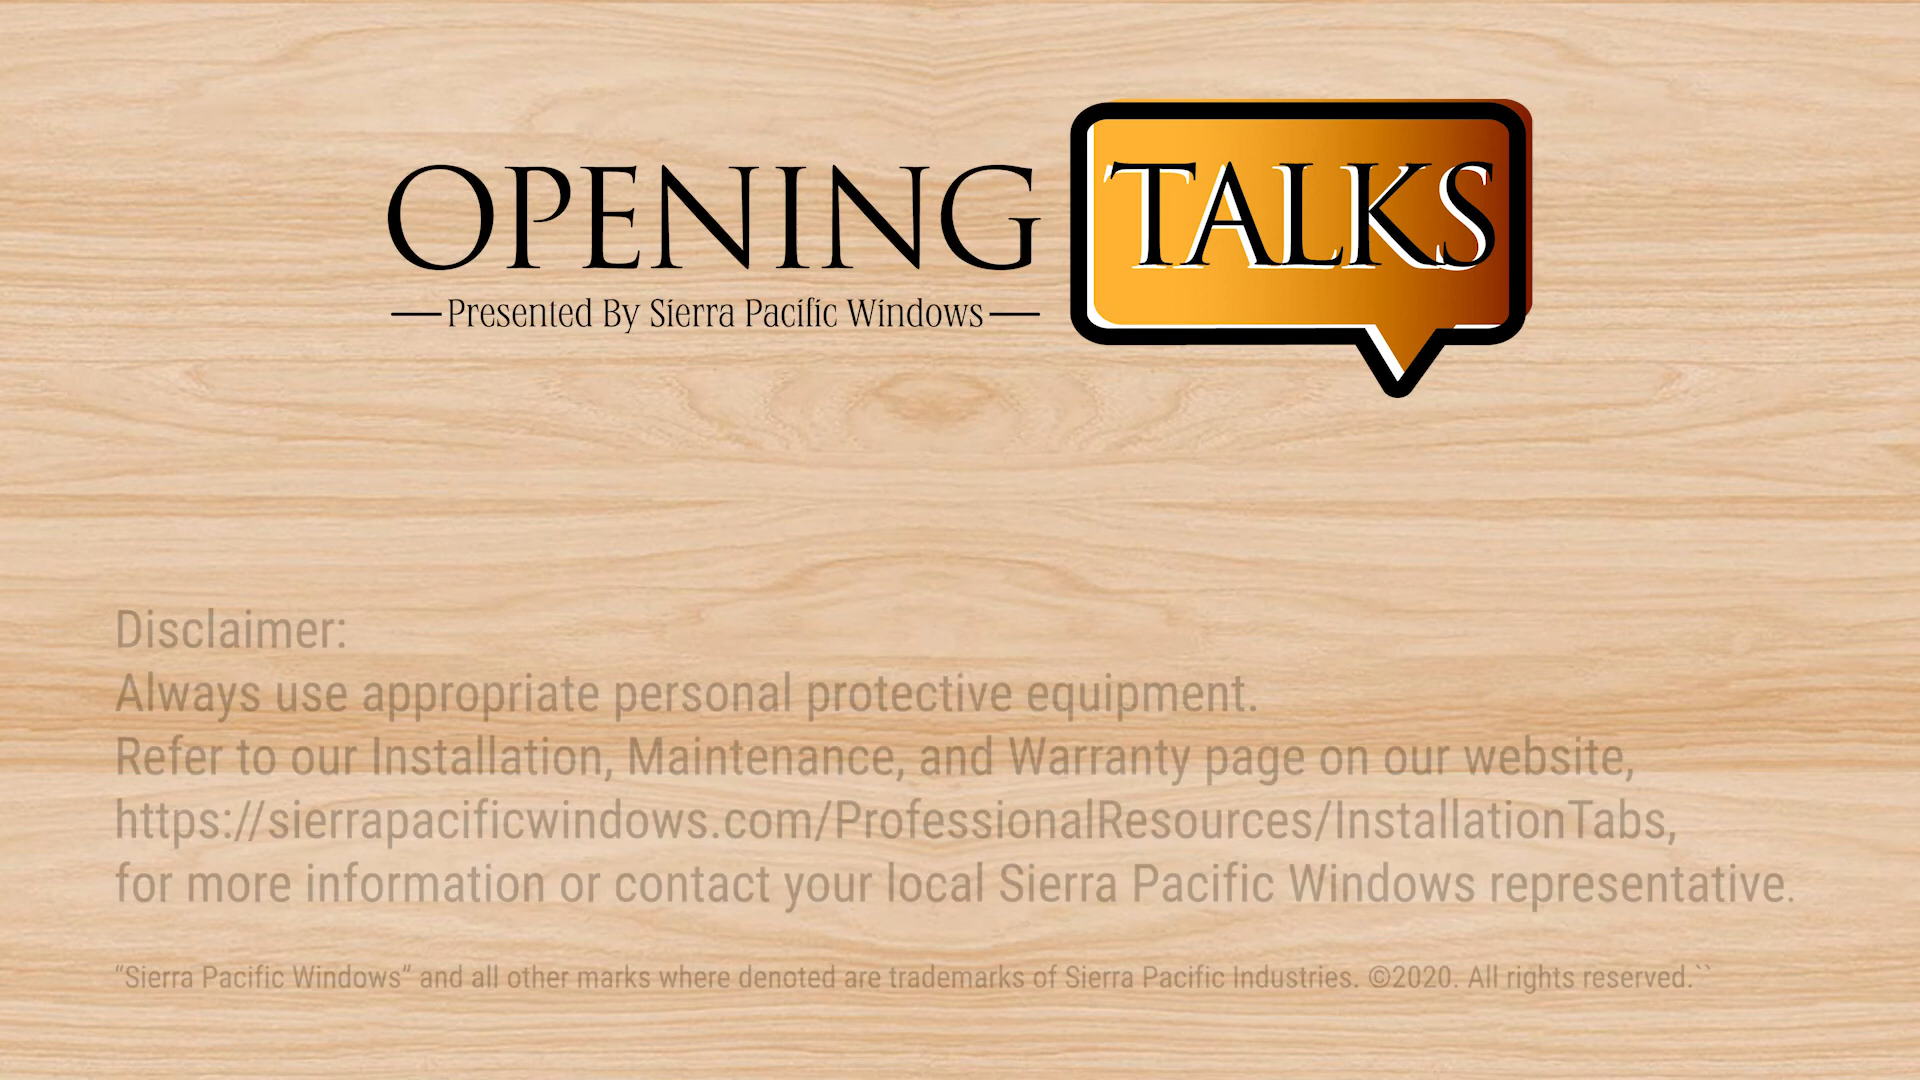 OPENING TALKS
Presented By Sierra Pacific Windows
Disclaimer:
Always use appropriate personal protective equipment.
Refer to our Installation, Maintenance, and Warranty page on our website,
https://sierrapacificwindows.com/ProfessionalResources/InstallationTabs,
for more information or contact your local Sierra Pacific Windows representative.
“Sierra Pacific Windows” and all other marks where denoted are trademarks of Sierra Pacific Industries. ©2020. All rights reserved.``